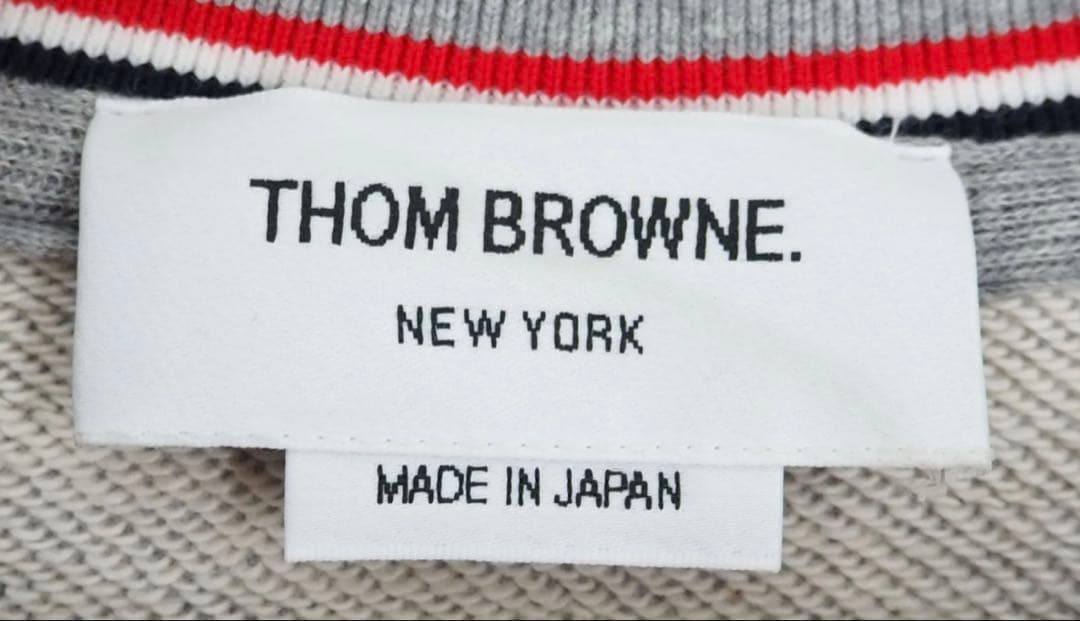 THOM BROWNE.
NEW YORK
MADE IN JAPAN